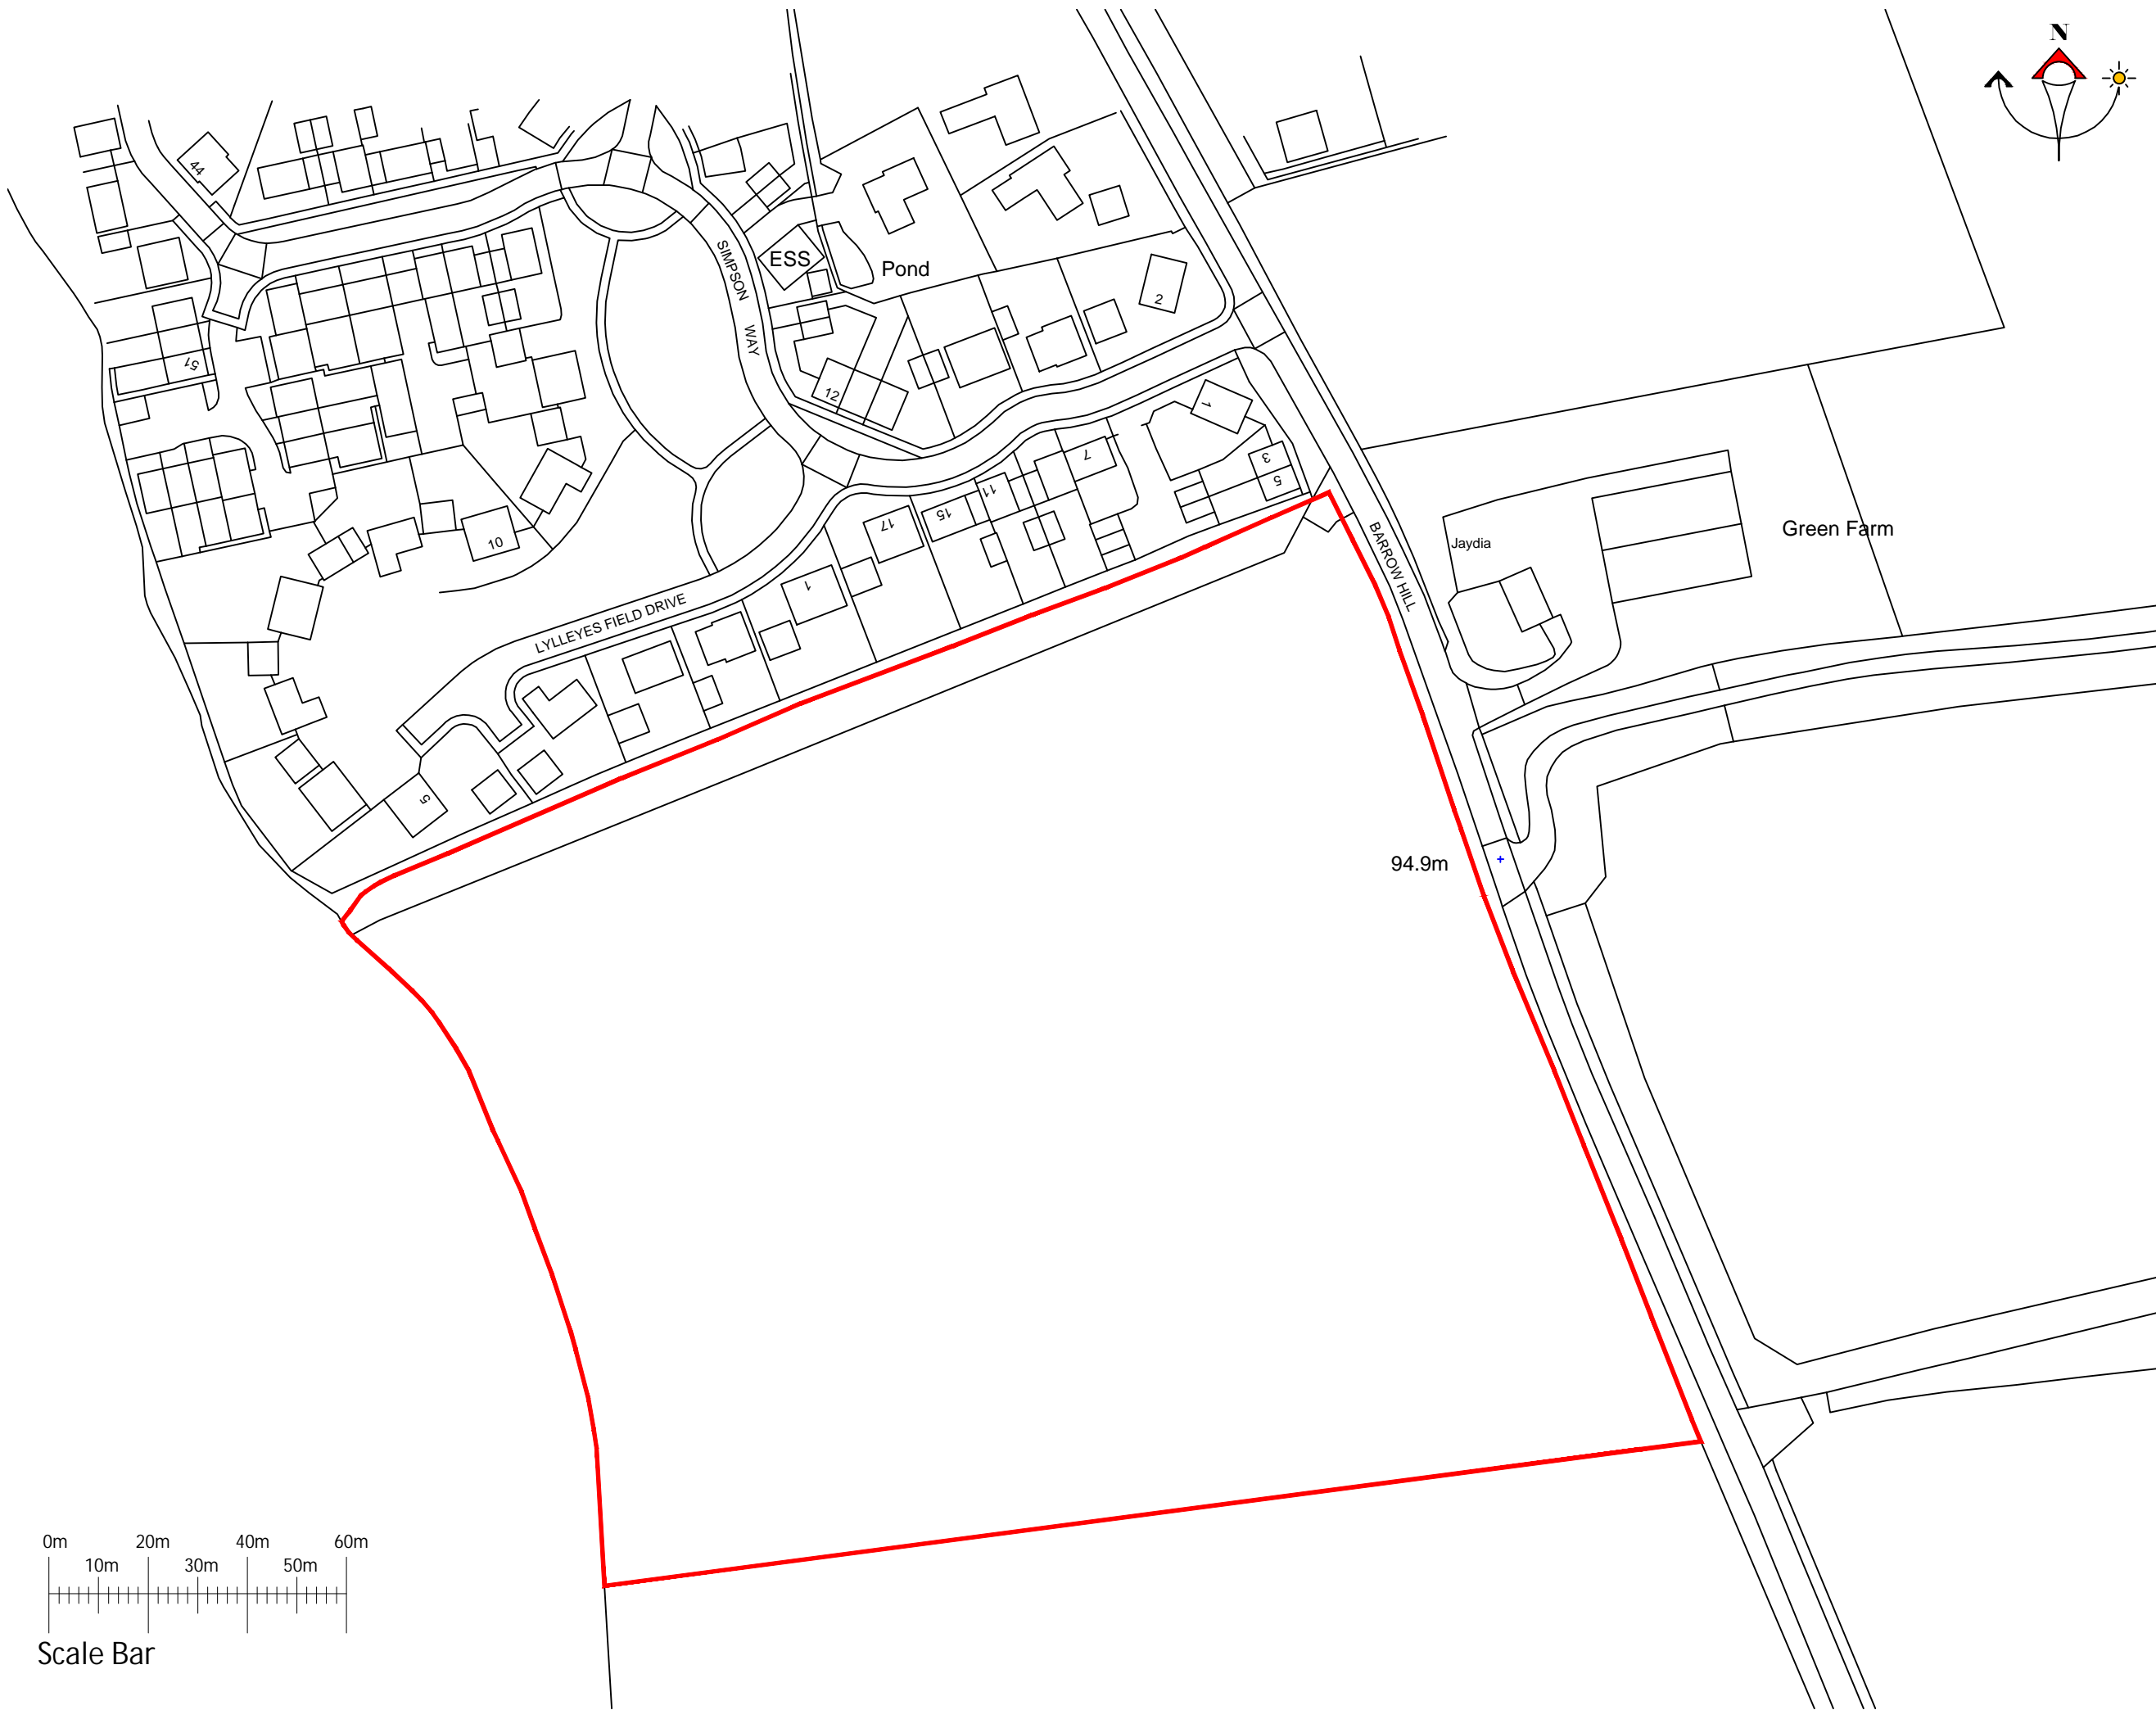 N
44
SIMPSON WAY
ESS
Pond
2
51
12
1
3
5
7
11
15
17
10
1
LYLLEYES FIELD DRIVE
5
BARROW HILL
Jaydia
Green Farm
94.9m
0m 20m 40m 60m
10m 30m 50m
Scale Bar